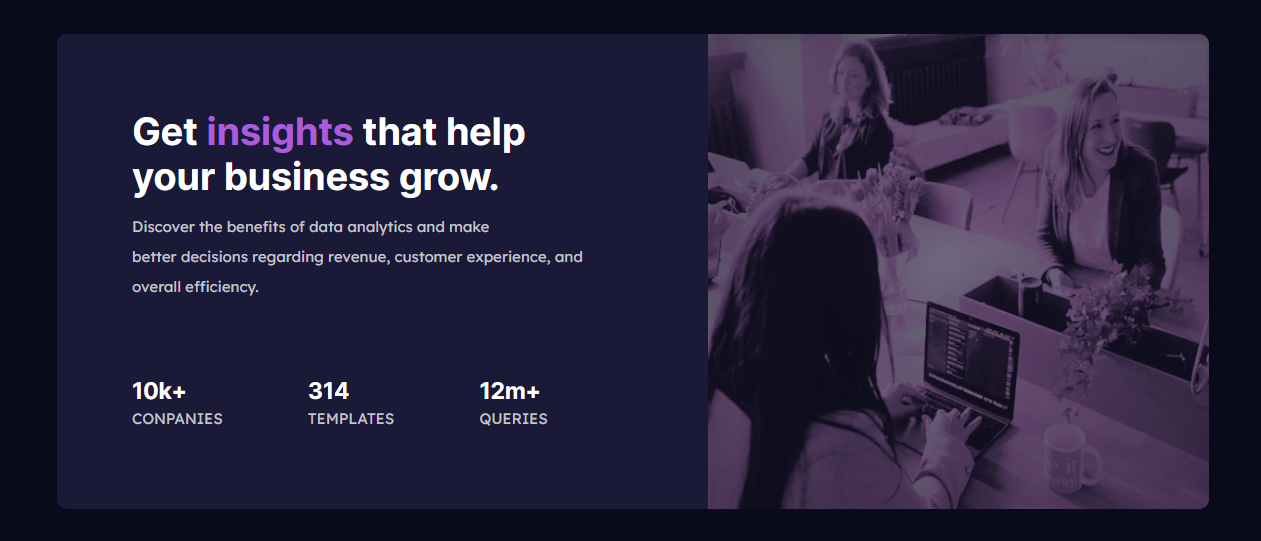 Get insights that help
your business grow.
Discover the benefits of data analytics and make
better decisions regarding revenue, customer experience, and
overall efficiency.
10k+ 314 12m+
CONPANIES TEMPLATES QUERIES